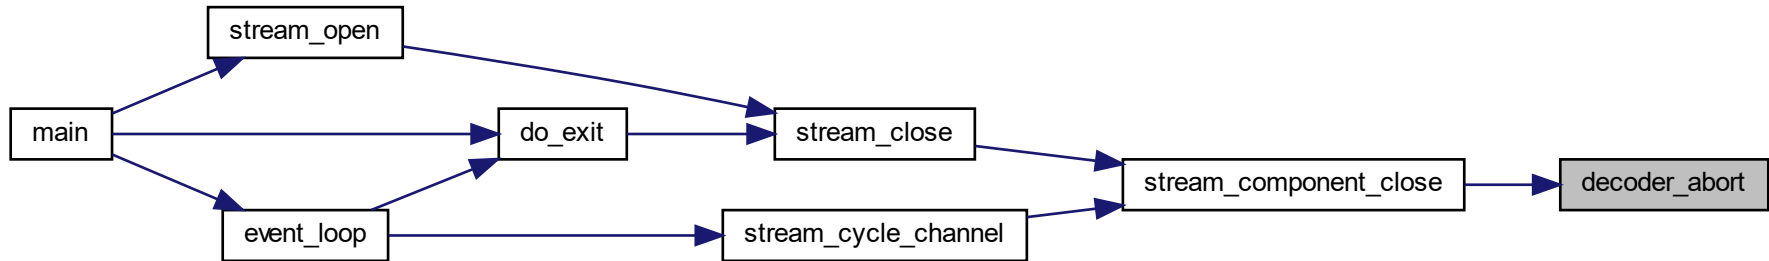 stream_open
main
do_exit
stream_close
stream_component_close
decoder_abort
event_loop
stream_cycle_channel